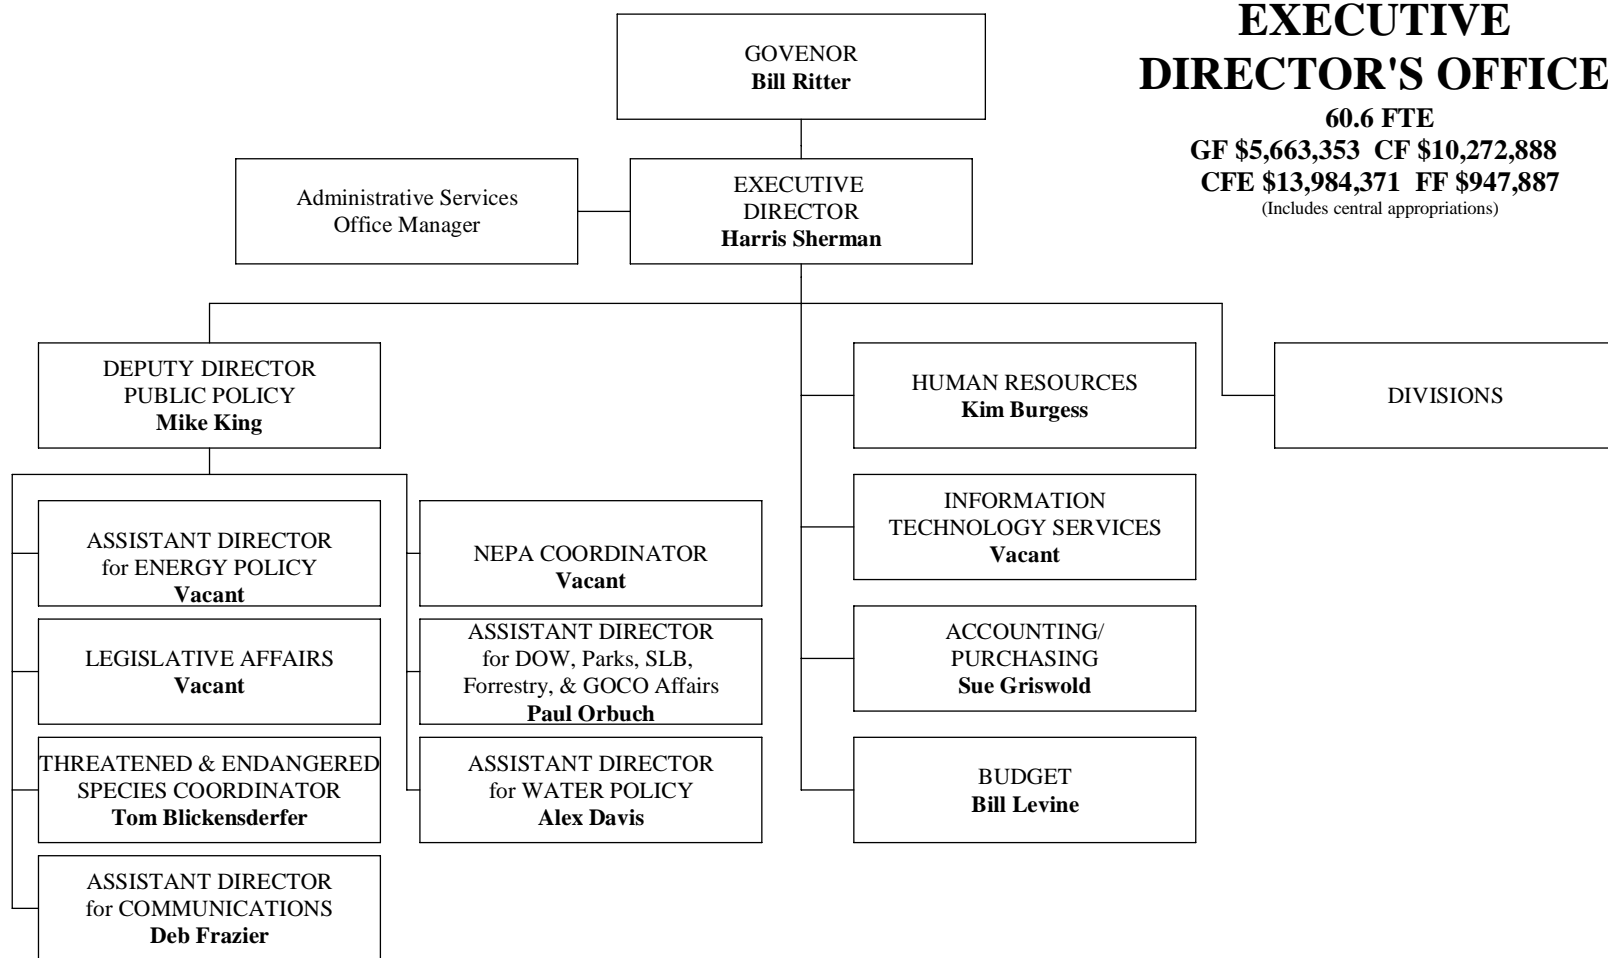 EXECUTIVE
DIRECTOR'S OFFICE
60.6 FTE
GF $5,663,353 CF $10,272,888
CFE $13,984,371 FF $947,887
(Includes central appropriations)
GOVENOR
Bill Ritter
Administrative Services
Office Manager
EXECUTIVE
DIRECTOR
Harris Sherman
DEPUTY DIRECTOR
PUBLIC POLICY
Mike King
HUMAN RESOURCES
Kim Burgess
DIVISIONS
ASSISTANT DIRECTOR
for ENERGY POLICY
Vacant
NEPA COORDINATOR
Vacant
INFORMATION
TECHNOLOGY SERVICES
Vacant
LEGISLATIVE AFFAIRS
Vacant
ASSISTANT DIRECTOR
for DOW, Parks, SLB,
Forrestry, & GOCO Affairs
Paul Orbuch
ACCOUNTING/
PURCHASING
Sue Griswold
THREATENED & ENDANGERED
SPECIES COORDINATOR
Tom Blickensderfer
ASSISTANT DIRECTOR
for WATER POLICY
Alex Davis
BUDGET
Bill Levine
ASSISTANT DIRECTOR
for COMMUNICATIONS
Deb Frazier